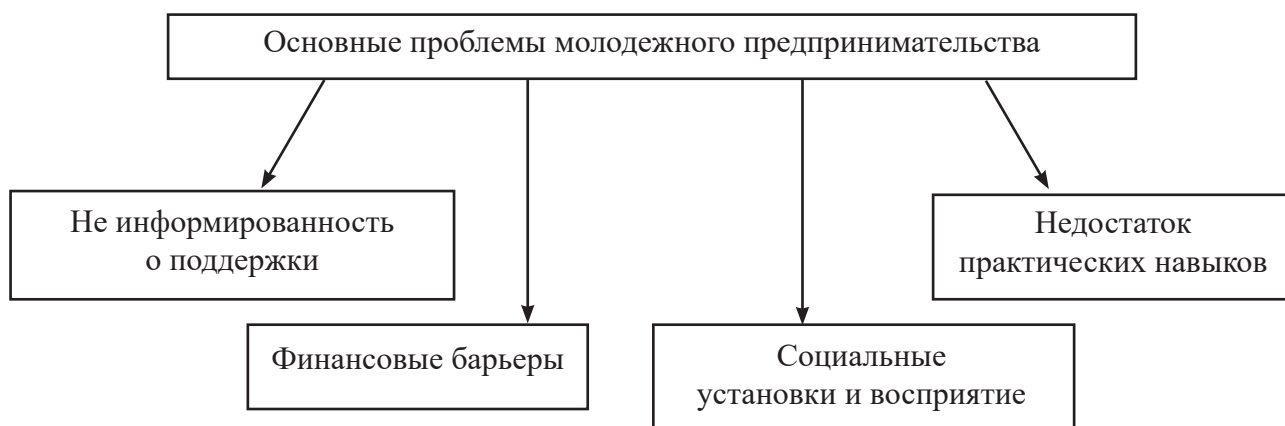 Основные проблемы молодежного предпринимательства
Не информированность
о поддержки
Недостаток
практических навыков
Финансовые барьеры
Социальные
установки и восприятие